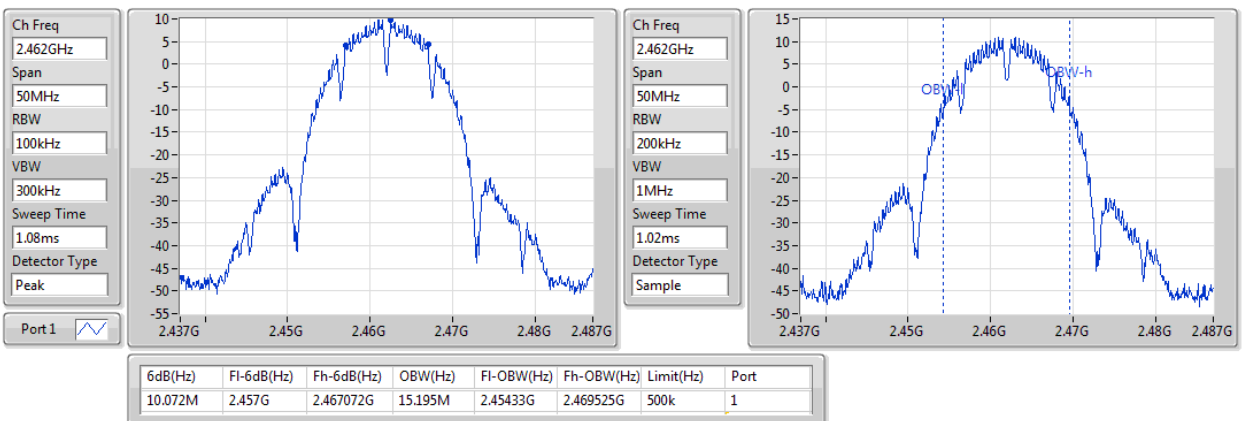 Ch Freq
2.462GHz
Span
50MHz
RBW
100kHz
VBW
300kHz
Sweep Time
1.08ms
Detector Type
Peak
Port 1
10
5
0
-5
-10
-15
-20
-25
-30
-35
-40
-45
-50
-55
2.437G 2.45G 2.46G 2.47G 2.48G 2.487G
Ch Freq
2.462GHz
Span
50MHz
RBW
200kHz
VBW
1MHz
Sweep Time
1.02ms
Detector Type
Sample
15
10
5
0
-5
-10
-15
-20
-25
-30
-35
-40
-45
-50
OBW-h
2.437G 2.45G 2.46G 2.47G 2.48G 2.487G
6dB(Hz) Fl-6dB(Hz) Fh-6dB(Hz) OBW(Hz) Fl-OBW(Hz) Fh-OBW(Hz) Limit(Hz) Port
10.072M 2.457G 2.467072G 15.195M 2.45433G 2.469525G 500k 1